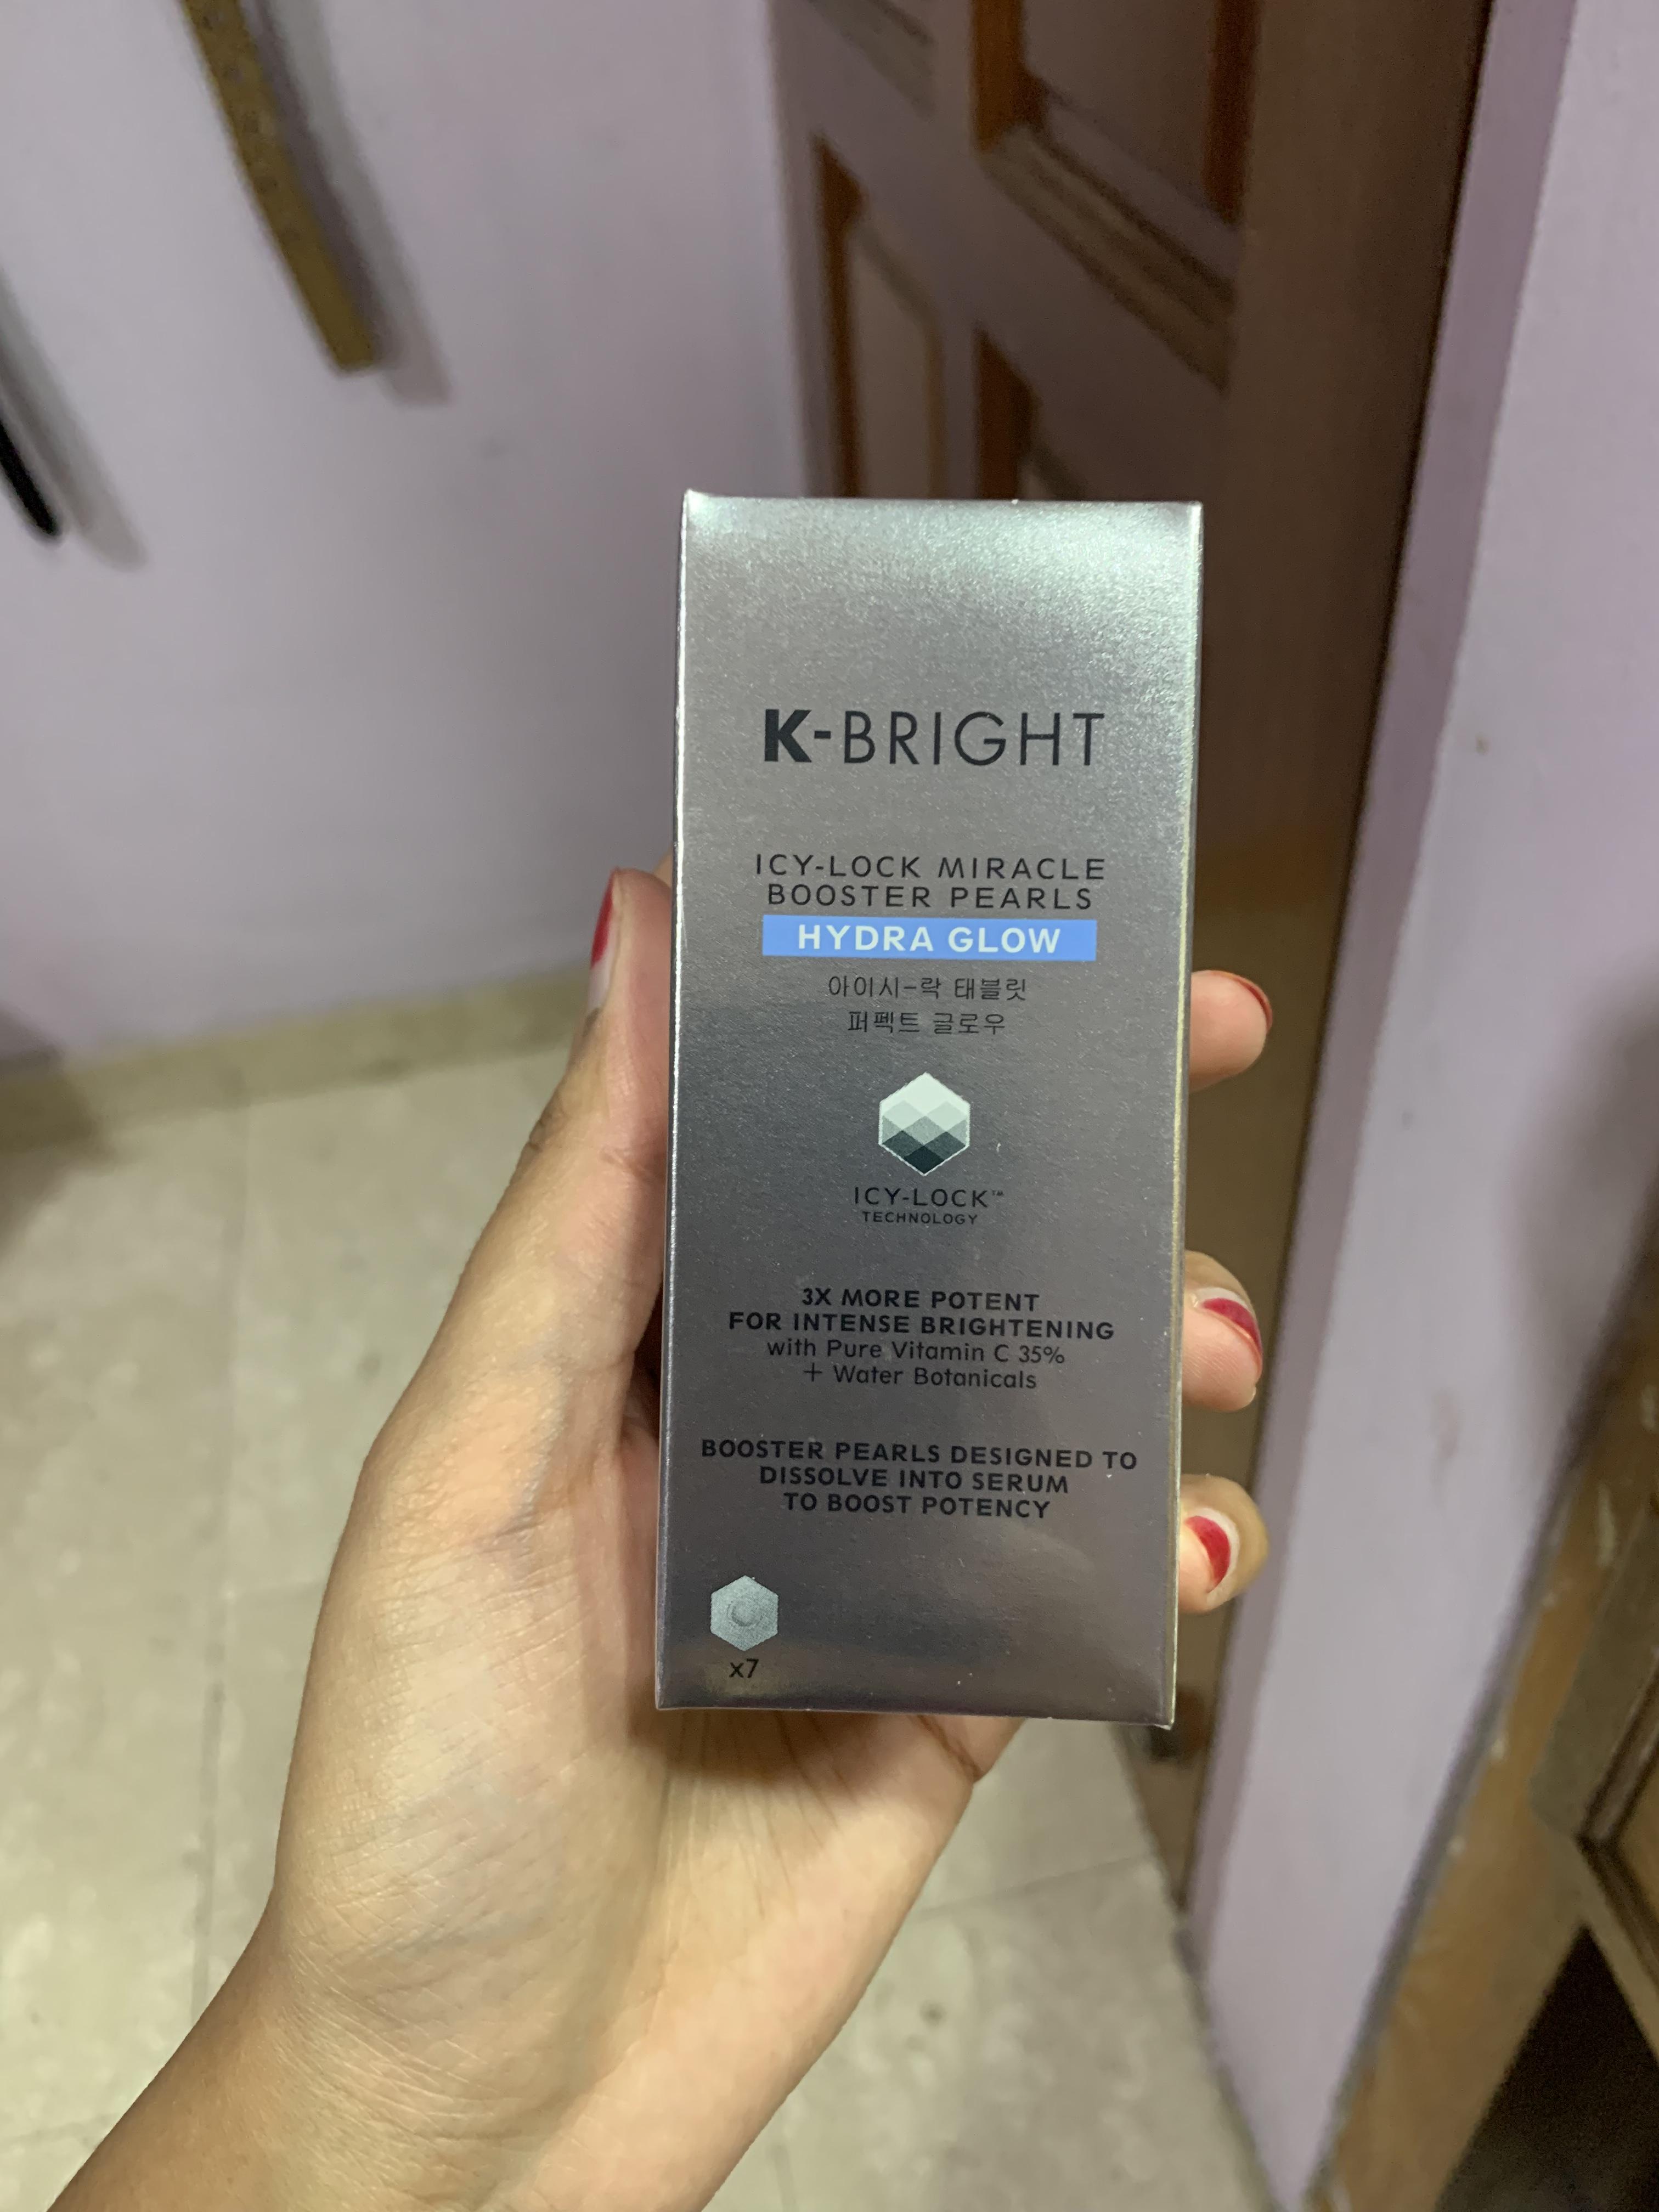 K-BRIGHT
ICY-LOCK MIRACLE
BOOSTER PEARLS
HYDRA GLOW
아이시-락 태블릿
퍼펙트 글로우
ICY-LOCK™
TECHNOLOGY
3X MORE POTENT
FOR INTENSE BRIGHTENING
with Pure Vitamin C 35%
+ Water Botanicals
BOOSTER PEARLS DESIGNED TO
DISSOLVE INTO SERUM
TO BOOST POTENCY
x7